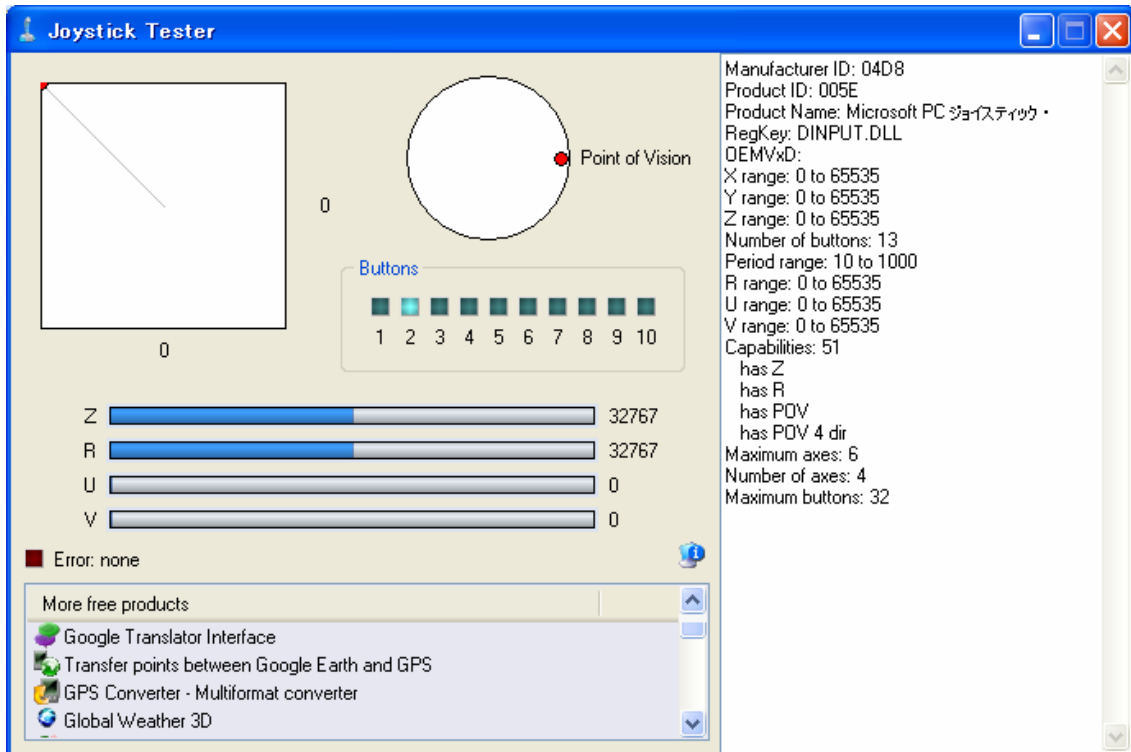 Joystick Tester
0
0
Point of Vision
Buttons
1 2 3 4 5 6 7 8 9 10
Z 32767
R 32767
U 0
V 0
Error: none
More free products
Google Translator Interface
Transfer points between Google Earth and GPS
GPS Converter - Multiformat converter
Global Weather 3D
Manufacturer ID: 04D8
Product ID: 005E
Product Name: Microsoft PC ジョイスティック・
RegKey: DINPUT.DLL
OEMVxD:
X range: 0 to 65535
Y range: 0 to 65535
Z range: 0 to 65535
Number of buttons: 13
Period range: 10 to 1000
R range: 0 to 65535
U range: 0 to 65535
V range: 0 to 65535
Capabilities: 51
has Z
has R
has POV
has POV 4 dir
Maximum axes: 6
Number of axes: 4
Maximum buttons: 32